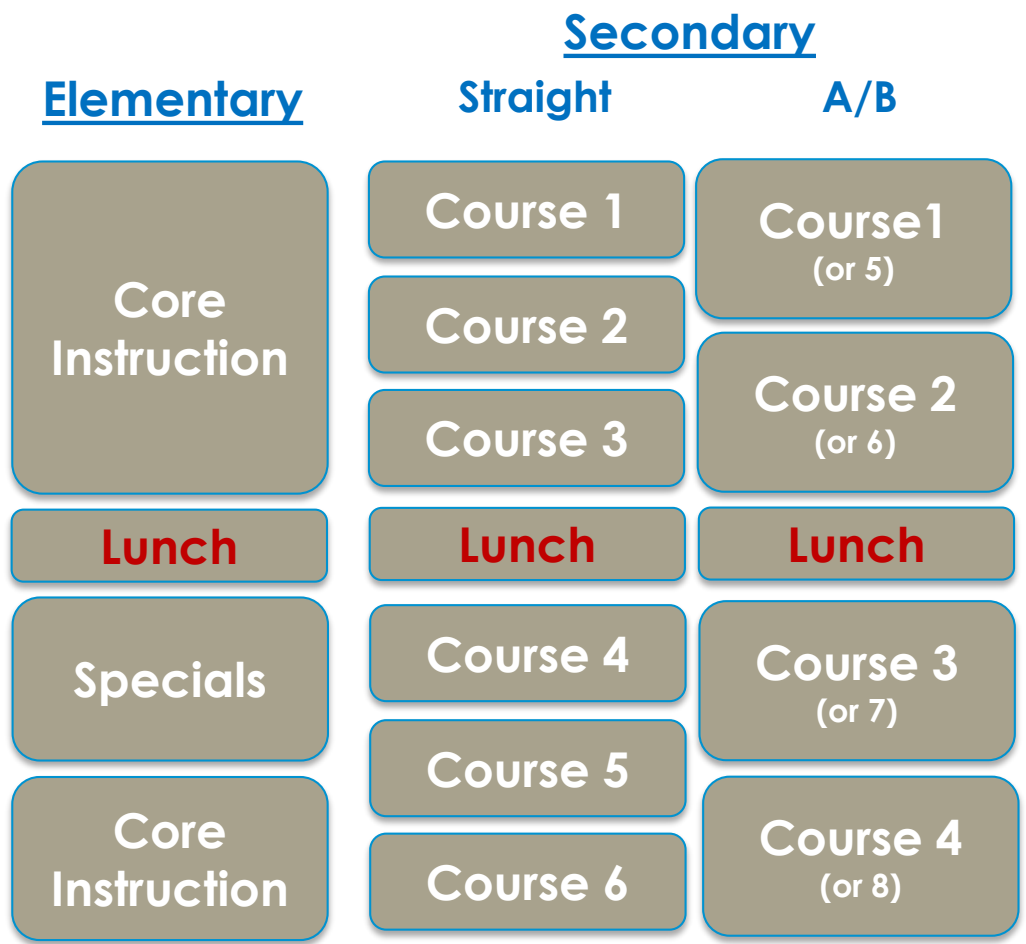 Secondary
Elementary
Straight
A/B
Core
Instruction
Lunch
Specials
Core
Instruction
Course 1
Course 2
Course 3
Lunch
Course 4
Course 5
Course 6
Course1
(or 5)
Course 2
(or 6)
Lunch
Course 3
(or 7)
Course 4
(or 8)